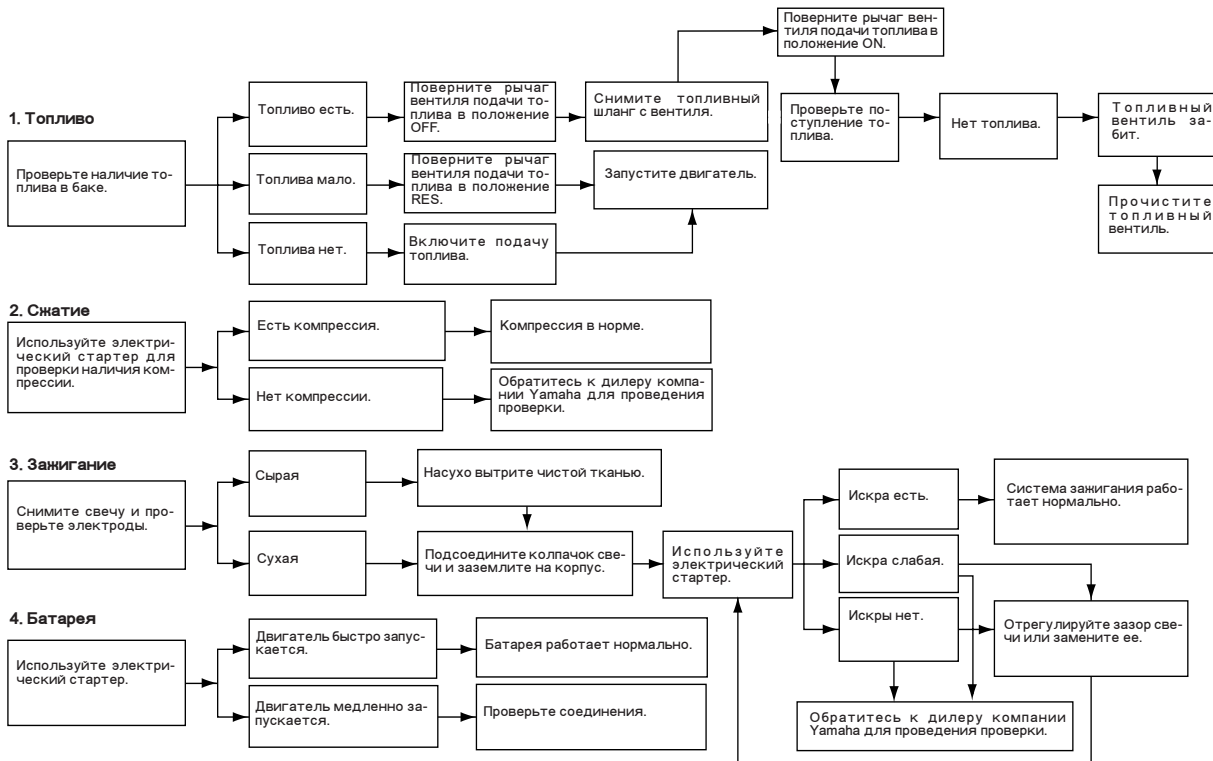 1. Топливо
Проверьте наличие то-
плива в баке.
Топливо есть.
Поверните рычаг
вентиля подачи то-
плива в положение
OFF.
Снимите топливный
шланг с вентиля.
Поверните рычаг вен-
тиля подачи топлива в
положение ON.
Проверьте по-
ступление то-
плива.
Нет топлива.
Топливный
вентиль за-
бит.
Прочистите
топливный
вентиль.
Топлива мало.
Поверните рычаг
вентиля подачи то-
плива в положение
RES.
Запустите двигатель.
Топлива нет.
Включите подачу
топлива.
2. Сжатие
Используйте электри-
ческий стартер для
проверки наличия ком-
прессии.
Есть компрессия.
Компрессия в норме.
Нет компрессии.
Обратитесь к дилеру компа-
нии Yamaha для проведения
проверки.
3. Зажигание
Снимите свечу и про-
верьте электроды.
Сырая
Насухо вытрите чистой тканью.
Сухая
Подсоедините колпачок све-
чи и заземлите на корпус.
Используйте
электрический
стартер.
Искра есть.
Система зажигания рабо-
тает нормально.
Искра слабая.
Искры нет.
Отрегулируйте зазор све-
чи или замените ее.
Обратитесь к дилеру компании
Yamaha для проведения проверки.
4. Батарея
Используйте электри-
ческий стартер.
Двигатель быстро запус-
кается.
Батарея работает нормально.
Двигатель медленно за-
пускается.
Проверьте соединения.